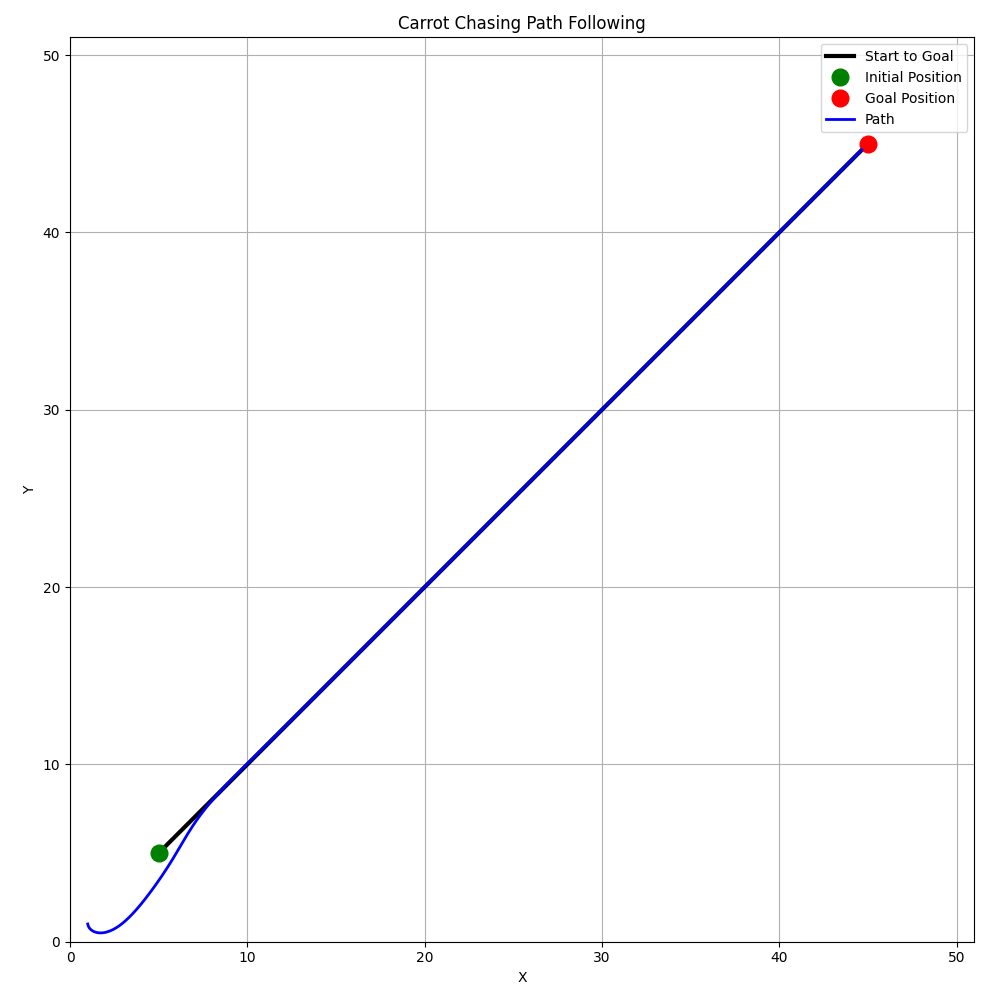 Carrot Chasing Path Following
Start to Goal
Initial Position
Goal Position
Path
50
40
30
20
10
0
Y
0 10 20 30 40 50
X